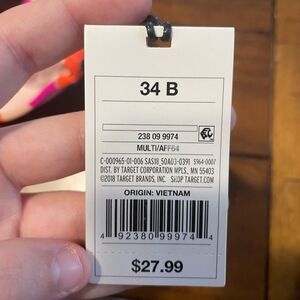 34 B
238 09 9974
MULTI/AFF64
C-000965-01-006 SAS18_50A03-0391 5964-0007
DIST. BY TARGET CORPORATION MPLS., MN 55403
©2018 TARGET BRANDS, INC. SHOP TARGET.COM
ORIGIN: VIETNAM
4 92380 99974 4
$27.99